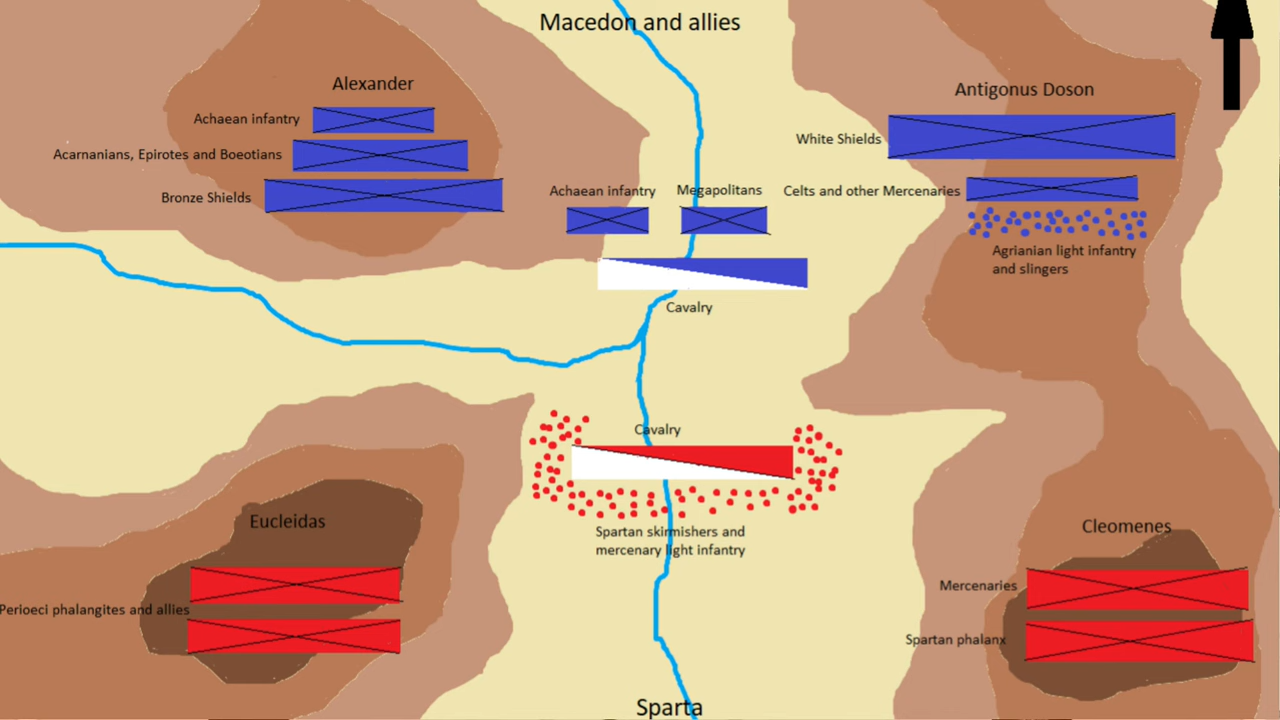 Macedon and allies
Alexander
Antigonus Doson
Achaean infantry
White Shields
Acarnanians, Epirotes and Boeotians
Bronze Shields
Achaean infantry
Megapolitans
Celts and other Mercenaries
Agrianian light infantry
and slingers
Cavalry
Cavalry
Eucleidas
Spartan skirmishers and
mercenary light infantry
Cleomenes
Mercenaries
Perioeci phalangites and allies
Spartan phalanx
Sparta